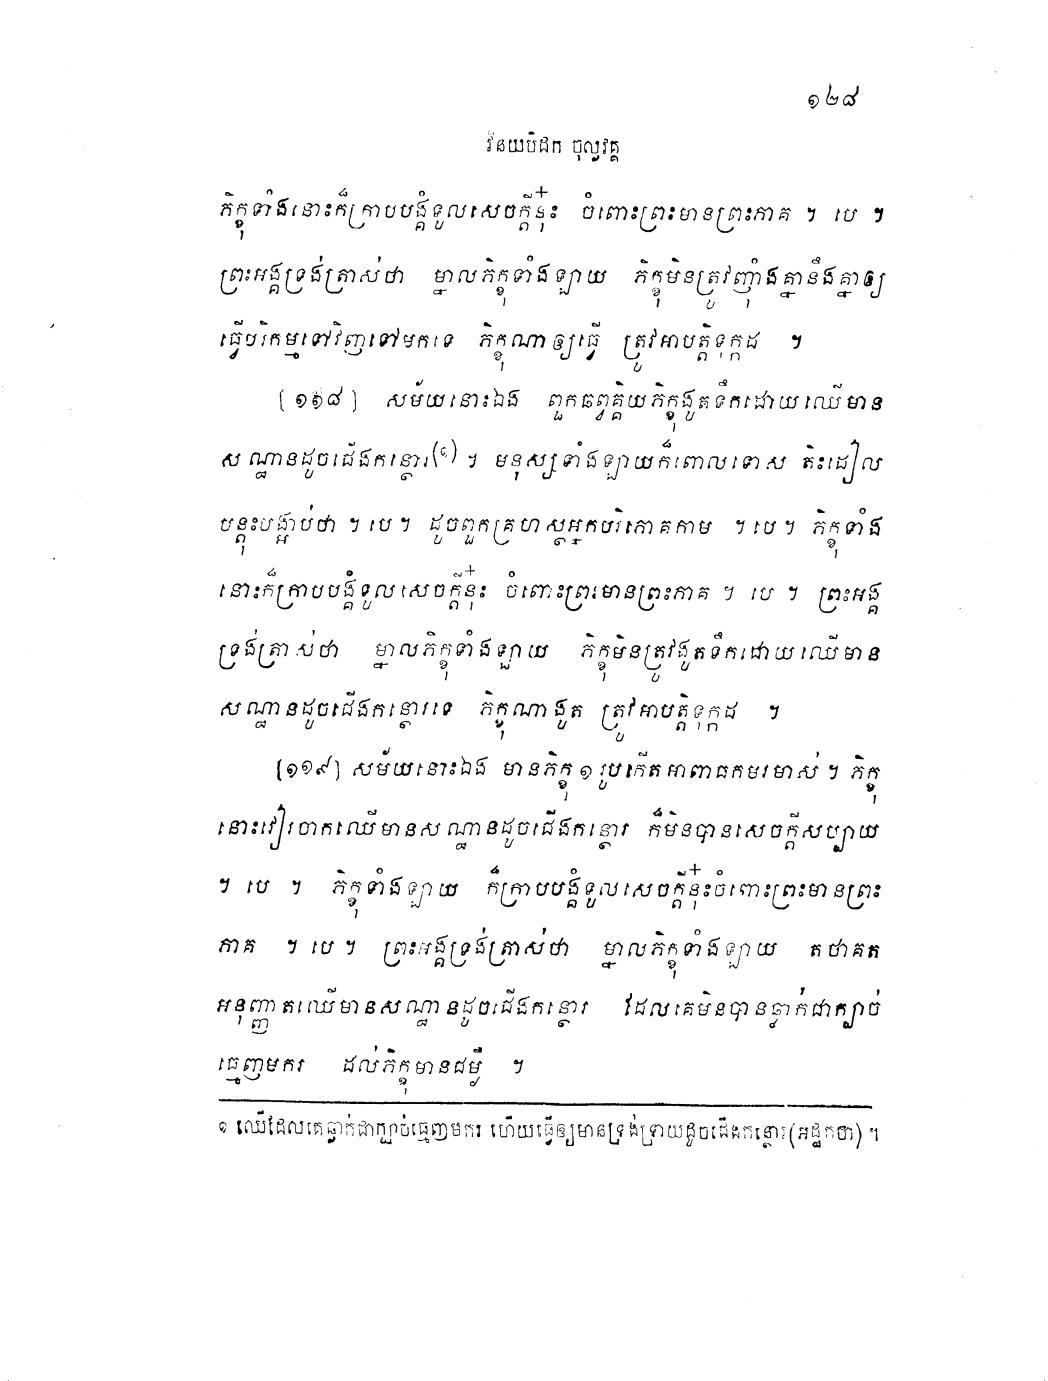 ១២៨
វិនយបិដក ចុល្លវគ្គ
ភិក្ខុទាំងនោះក៏ក្រាបបង្គំទូលសេចក្តីនុ៎ះ ចំពោះព្រះមានព្រះភាគ ។ បេ ។
ព្រះអង្គទ្រង់ត្រាស់ថា ម្នាលភិក្ខុទាំងឡាយ ភិក្ខុមិនត្រូវញ៉ាំងគ្នានឹងគ្នាឲ្យ
ធ្វើបរិកម្មទៅវិញទៅមកទេ ភិក្ខុណាឲ្យធ្វើ ត្រូវអាបត្តិទុក្កដ ។
[១១៨] សម័យនោះឯង ពួកឆព្វគ្គិយភិក្ខុងូតទឹកដោយឈើមាន
សណ្ឋានដូចជើងកន្ថោរ(១) ។ មនុស្សទាំងឡាយក៏ពោលទោស តិះដៀល
បន្តុះបង្អាប់ថា ។ បេ ។ ដូចពួកគ្រហស្ថអ្នកបរិភោគកាម ។ បេ ។ ភិក្ខុទាំង
នោះក៏ក្រាបបង្គំទូលសេចក្តីនុ៎ះ ចំពោះព្រះមានព្រះភាគ ។ បេ ។ ព្រះអង្គ
ទ្រង់ត្រាស់ថា ម្នាលភិក្ខុទាំងឡាយ ភិក្ខុមិនត្រូវងូតទឹកដោយឈើមាន
សណ្ឋានដូចជើងកន្ថោរទេ ភិក្ខុណាងូត ត្រូវអាបត្តិទុក្កដ ។
[១១៩] សម័យនោះឯង មានភិក្ខុ ១ រូបកើតអាពាធកមរមាស់ ។ ភិក្ខុ
នោះវៀរចាកឈើមានសណ្ឋានដូចជើងកន្ថោរ ក៏មិនបានសេចក្តីសប្បាយ
។ បេ ។ ភិក្ខុទាំងឡាយ ក៏ក្រាបបង្គំទូលសេចក្តីនុ៎ះចំពោះព្រះមានព្រះ
ភាគ ។ បេ ។ ព្រះអង្គទ្រង់ត្រាស់ថា ម្នាលភិក្ខុទាំងឡាយ តថាគត
អនុញ្ញាតឈើមានសណ្ឋានដូចជើងកន្ថោរ ដែលគេមិនបានធ្វាក់ជាក្បាច់
ធ្មេញមករ ដល់ភិក្ខុមានជម្ងឺ ។
១ ឈើដែលគេធ្លាក់ជាក្បាច់ធ្មេញមករ ហើយធ្វើឲ្យមានទ្រង់ទ្រាយដូចជើងកន្ថោរ (អដ្ឋកថា) ។